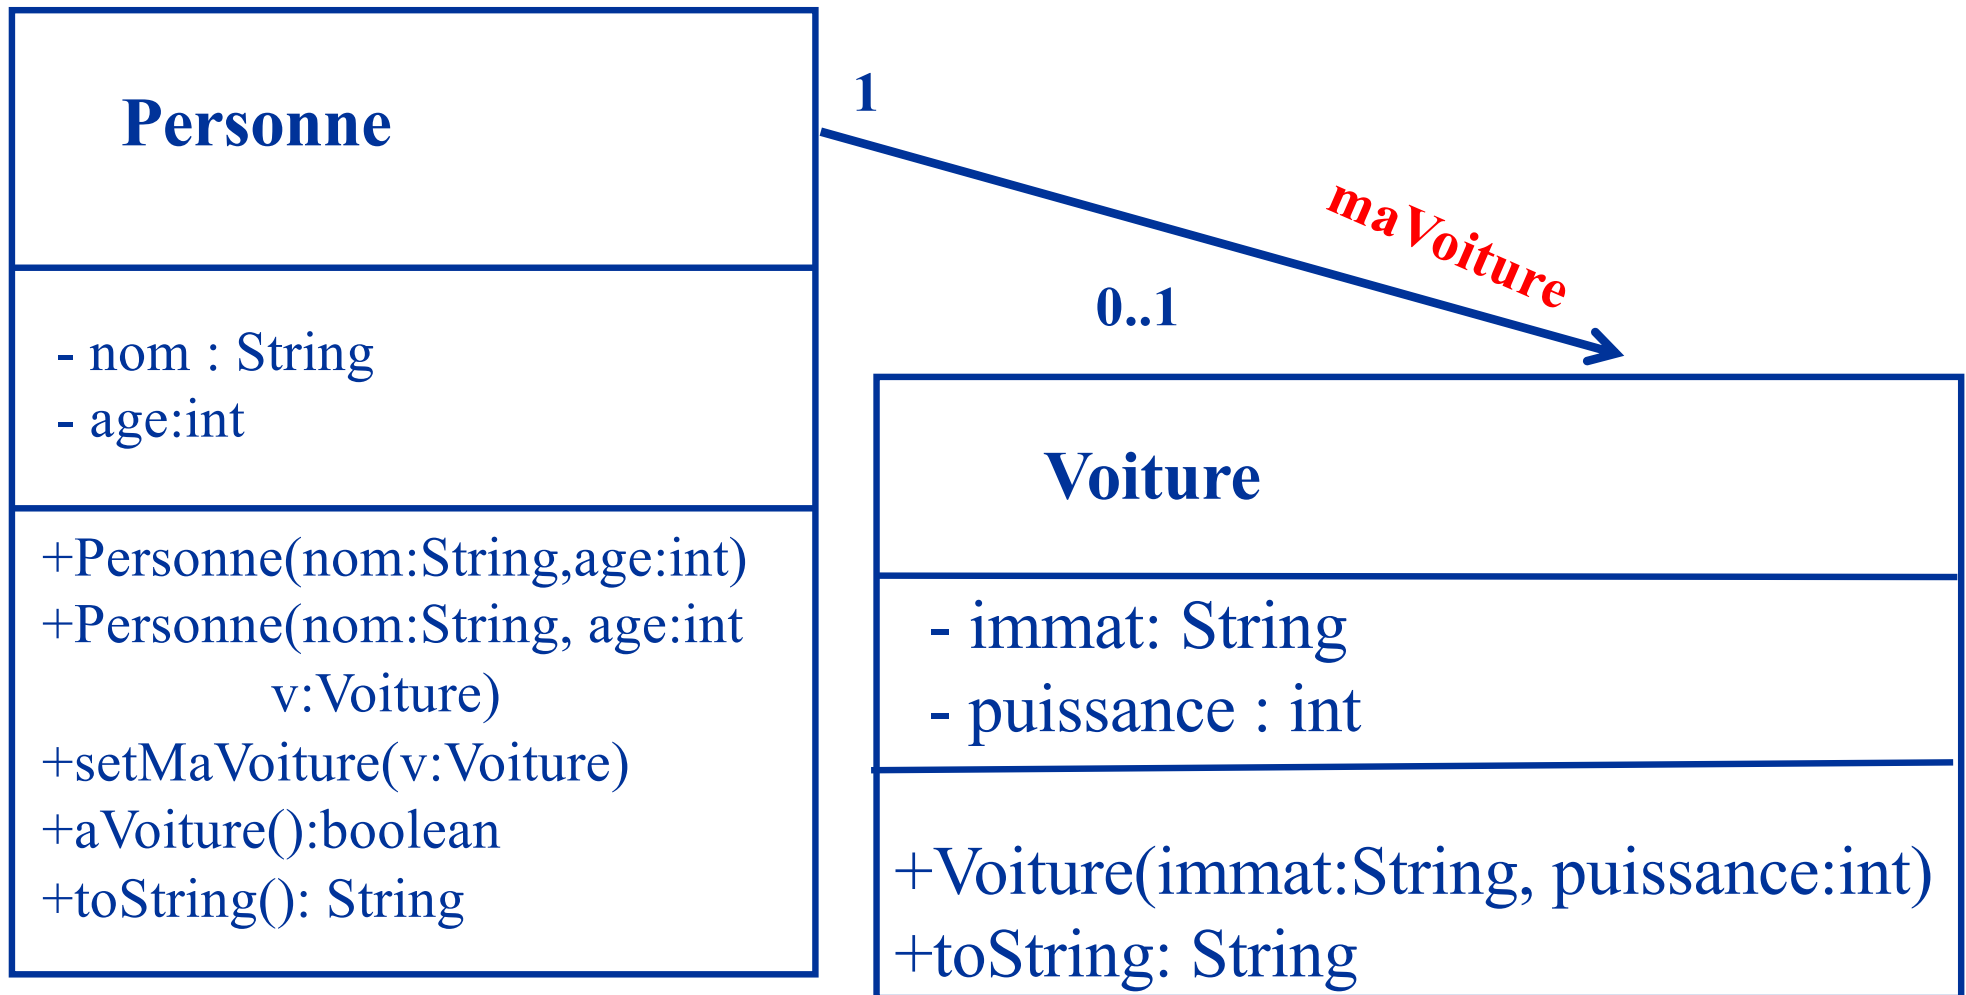 Personne
- nom : String
- age:int
+Personne(nom:String,age:int)
+Personne(nom:String, age:int
v:Voiture)
+setMaVoiture(v:Voiture)
+aVoiture():boolean
+toString(): String
1
maVoiture
0..1
Voiture
- immat: String
- puissance : int
+Voiture(immat:String, puissance:int)
+toString: String